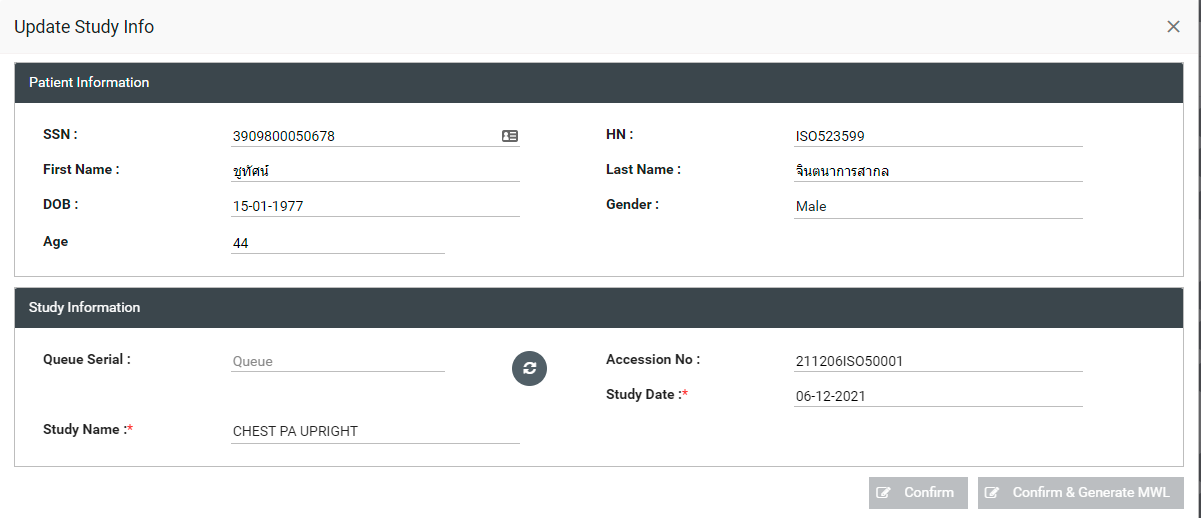 Update Study Info
Patient Information
SSN : 3909800050678 HN : ISO523599
First Name : ชูทัศน์ Last Name : จินตนาการสากล
DOB : 15-01-1977 Gender : Male
Age 44
Study Information
Queue Serial : Queue Accession No : 211206ISO50001
Study Date :* 06-12-2021
Study Name :* CHEST PA UPRIGHT
Confirm Confirm & Generate MWL